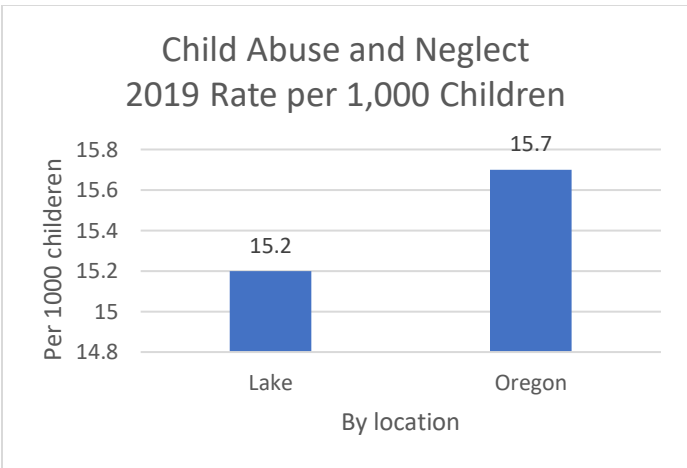 Child Abuse and Neglect
2019 Rate per 1,000 Children
Per 1000 childeren
15.8
15.6
15.4
15.2
15
14.8
15.2
15.7
Lake
Oregon
By location